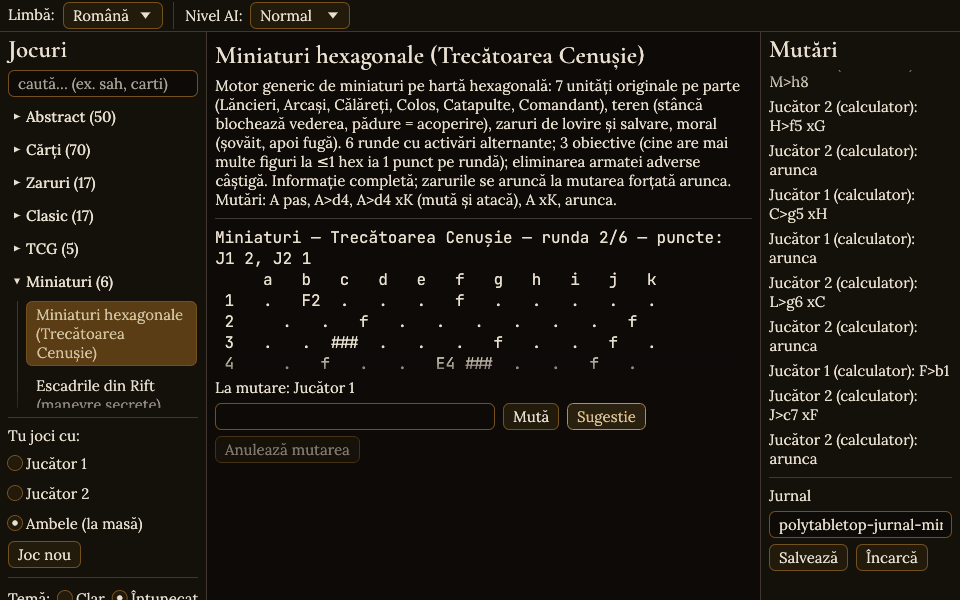 Limbă: Română ▼ Nivel AI: Normal ▼
Jocuri
caută... (ex. sah, carti)
▸ Abstract (50)
▸ Cărți (70)
▸ Zaruri (17)
▸ Clasic (17)
▸ TCG (5)
▾ Miniaturi (6)
Miniaturi hexagonale
(Trecătoarea
Cenușie)
Escadrile din Rift
(manevre secrete)
Tu joci cu:
Jucător 1
Jucător 2
Ambele (la masă)
Joc nou
Temă: Clar Întunecat
Miniaturi hexagonale (Trecătoarea Cenușie)
Motor generic de miniaturi pe hartă hexagonală: 7 unități originale pe parte
(Lăncieri, Arcași, Călăreți, Colos, Catapulte, Comandant), teren (stâncă
blochează vederea, pădure = acoperire), zaruri de lovire și salvare, moral
(șovăit, apoi fugă). 6 runde cu activări alternante; 3 obiective (cine are mai
multe figuri la ≤1 hex ia 1 punct pe rundă); eliminarea armatei adverse
câștigă. Informație completă; zarurile se aruncă la mutarea forțată arunca.
Mutări: A pas, A>d4, A>d4 xK (mută și atacă), A xK, arunca.
Miniaturi — Trecătoarea Cenușie — runda 2/6 — puncte:
J1 2, J2 1
a b c d e f g h i j k
1 . F2 . . . f . . . . .
2 . . f . . . . . . f
3 . . ### . . . f . . f .
4 . f . . E4 ### . . f .
La mutare: Jucător 1
Mută Sugestie
Anulează mutarea
Mutări
M>h8
Jucător 2 (calculator):
H>f5 xG
Jucător 2 (calculator):
arunca
Jucător 1 (calculator):
C>g5 xH
Jucător 1 (calculator):
arunca
Jucător 2 (calculator):
L>g6 xC
Jucător 2 (calculator):
arunca
Jucător 1 (calculator): F>b1
Jucător 2 (calculator):
J>c7 xF
Jucător 2 (calculator):
arunca
Jurnal
polytabletop-jurnal-min
Salvează Încarcă